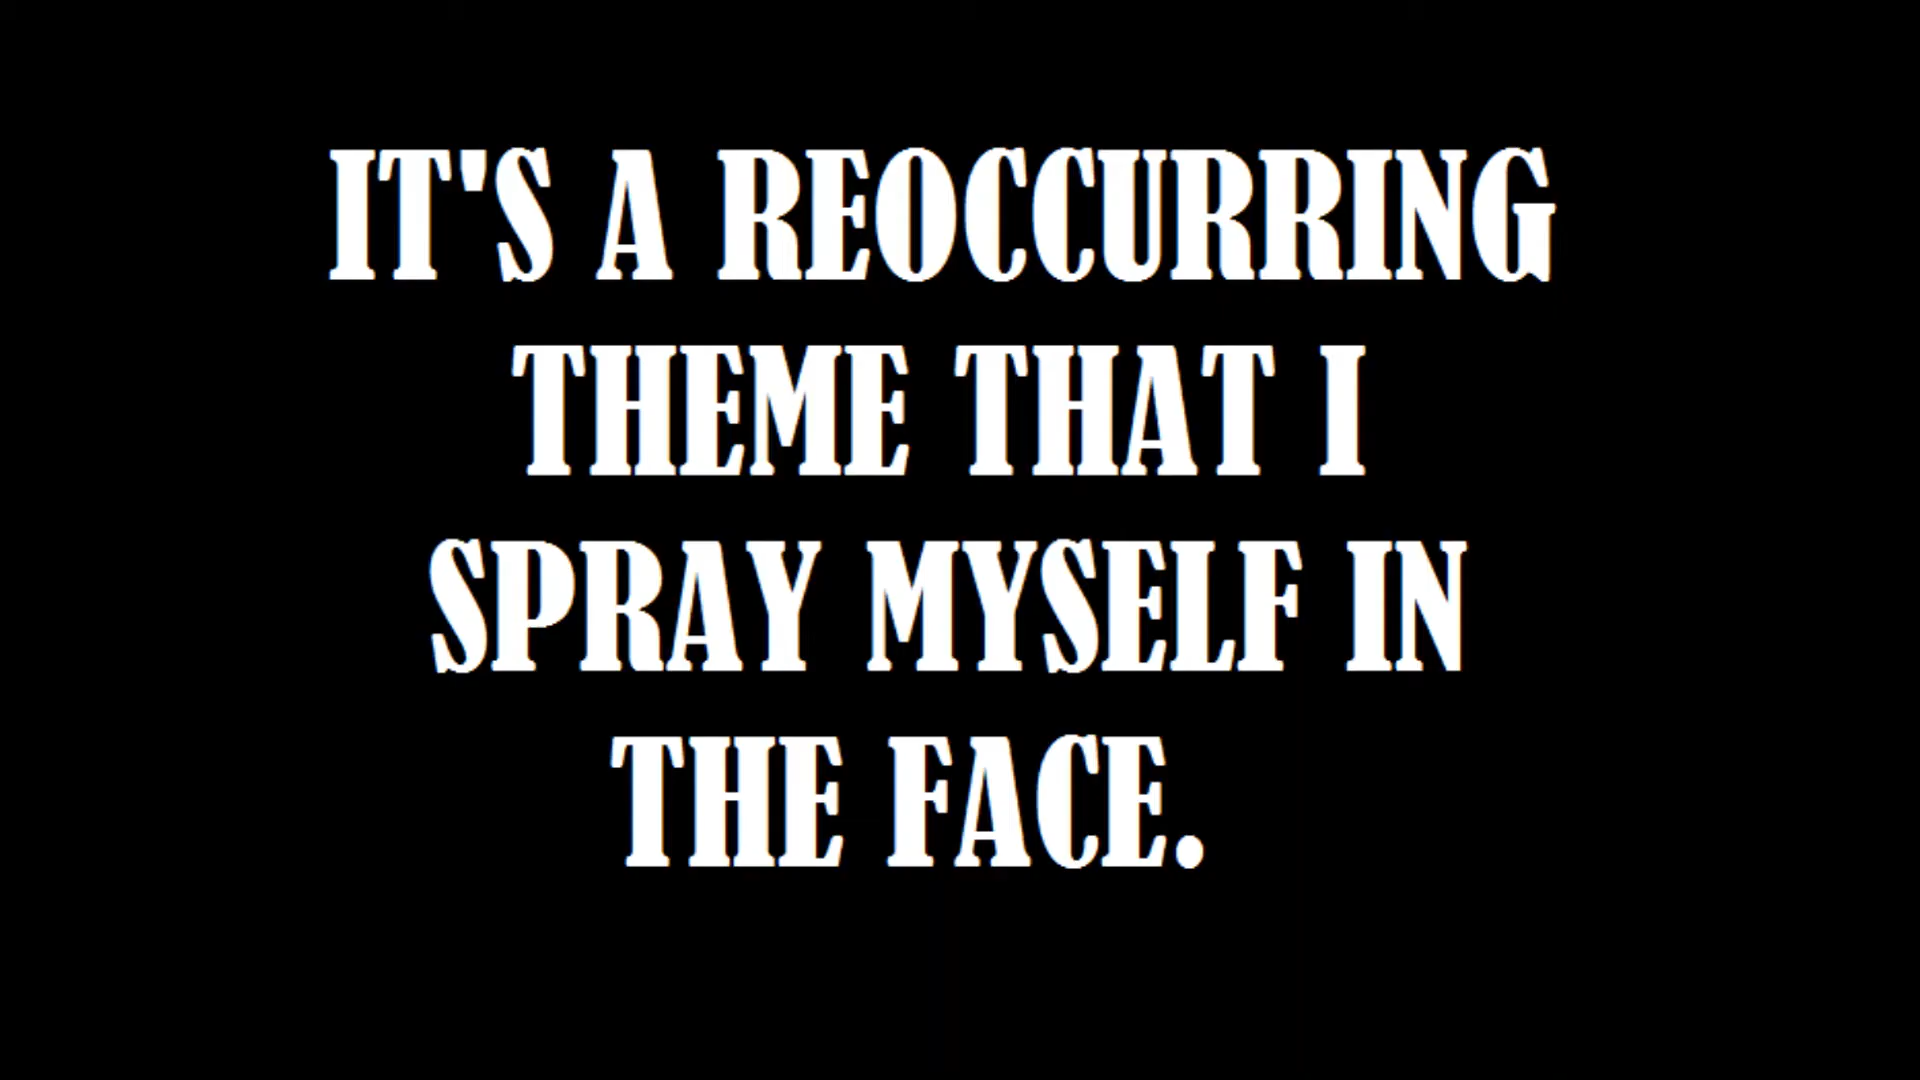 IT'S A REOCCURRING
THEME THAT I
SPRAY MYSELF IN
THE FACE.